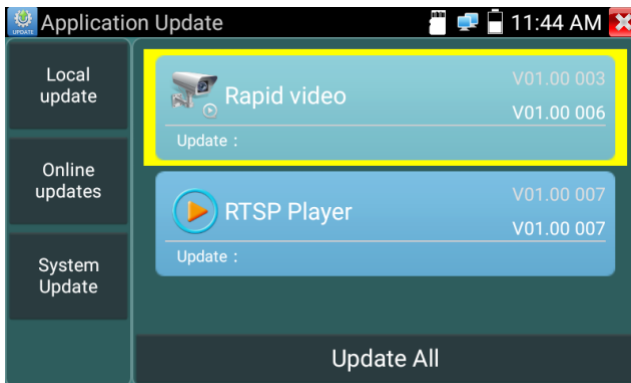 UPDATE
Application Update
11:44 AM
Local
update
Online
updates
System
Update
Rapid video
V01.00 003
V01.00 006
Update :
RTSP Player
V01.00 007
V01.00 007
Update :
Update All